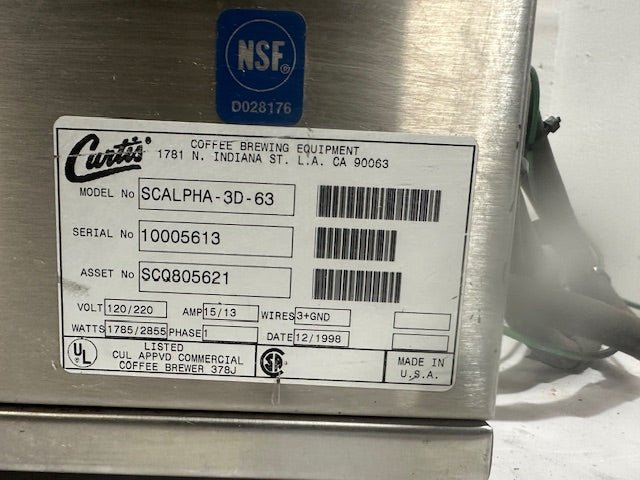 NSF
D028176
Curtis®
COFFEE BREWING EQUIPMENT
1781 N. INDIANA ST. L.A. CA 90063
MODEL No SCALPHA-3D-63
SERIAL No 10005613
ASSET No SCQ805621
VOLT 120/220 AMP 15/13 WIRES 3+GND
WATTS 1785/2855 PHASE 1 DATE 12/1998
UL LISTED
CUL APPVD COMMERCIAL
COFFEE BREWER 378J
MADE IN
U.S.A.